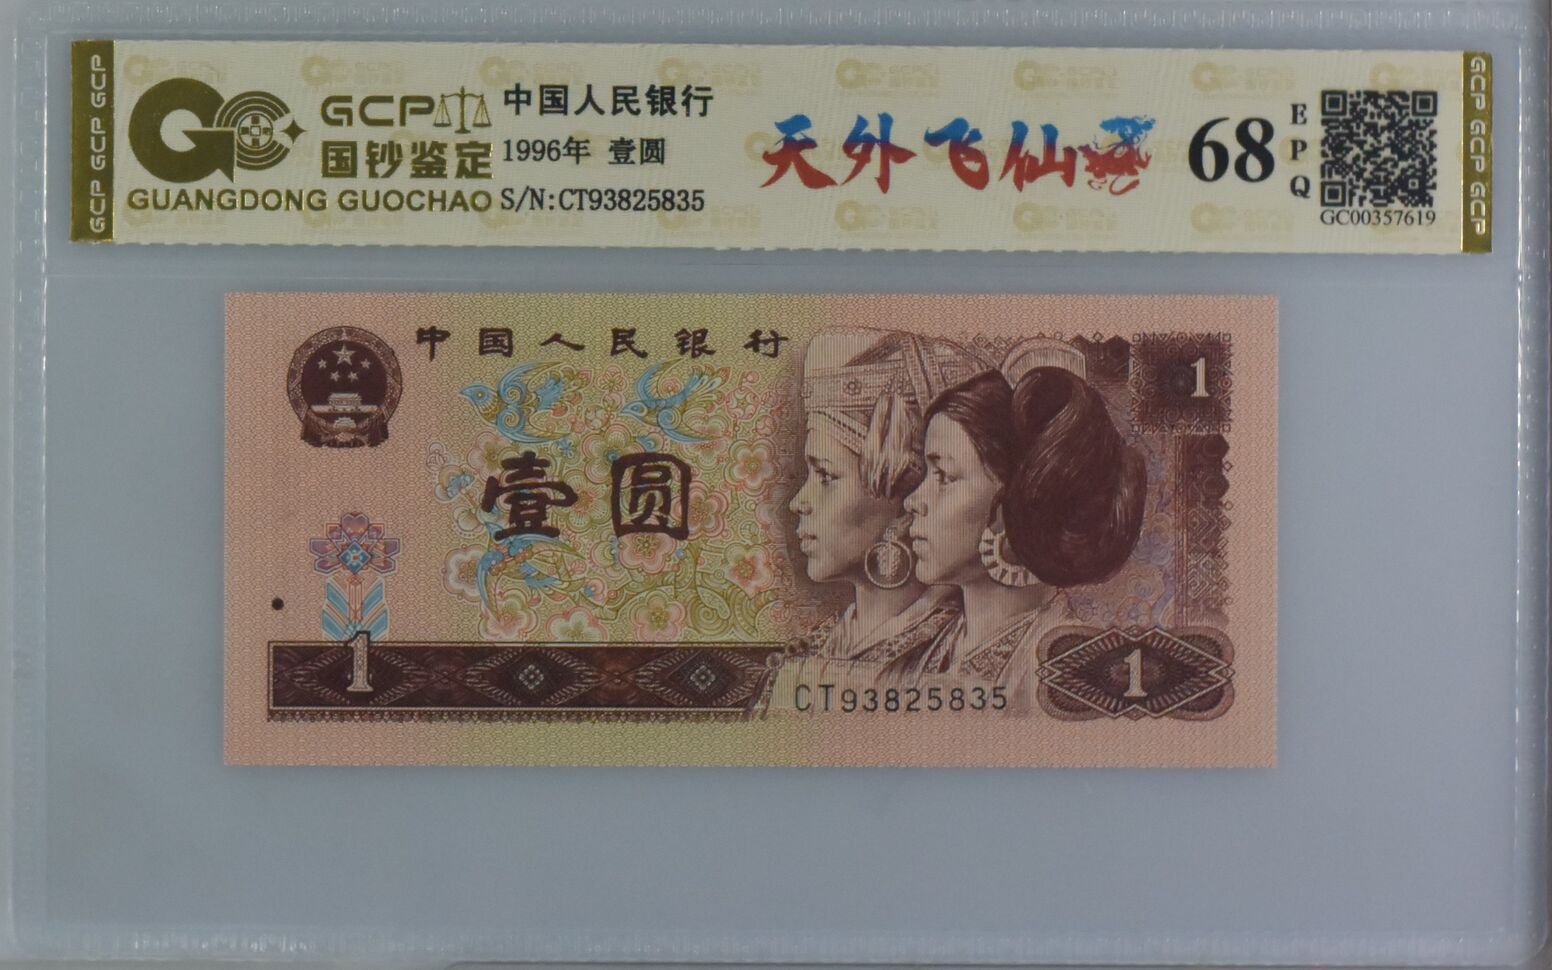 GCP GCP GCP
GCP
国钞鉴定
GUANGDONG GUOCHAO
中国人民银行
1996年 壹圆
S/N:CT93825835
天外飞仙
68
EPQ
GC00357619
GCP GCP GCP
中国人民银行
1
壹圆
1
CT93825835
1